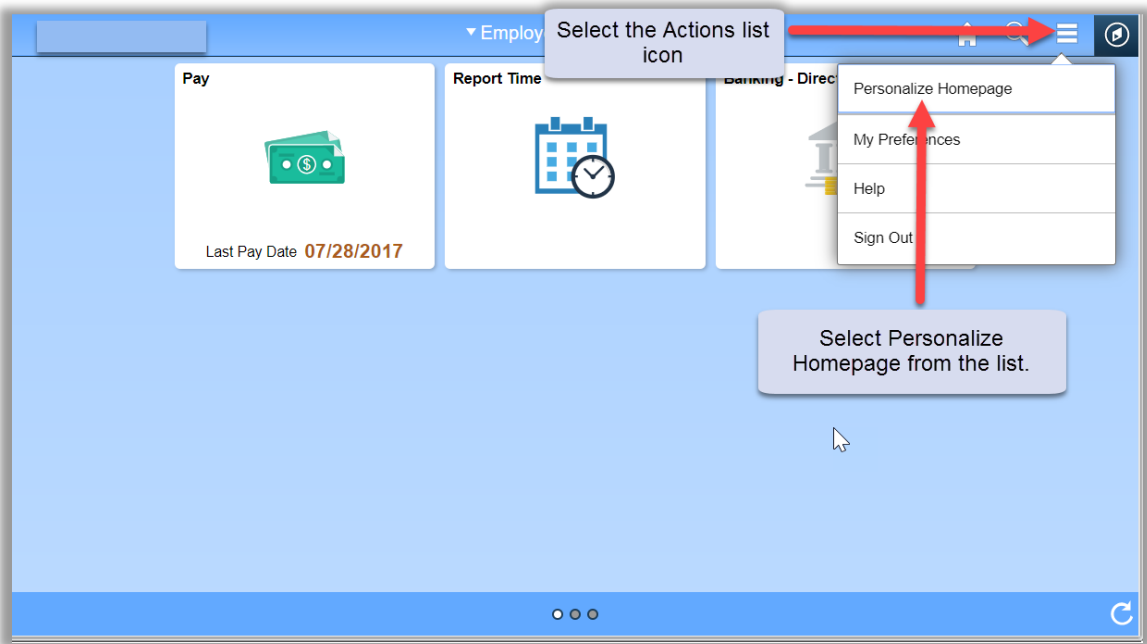 Employ
Select the Actions list
icon
Pay
Report Time
Banking - Direc
Personalize Homepage
My Preferences
Help
Sign Out
$
Last Pay Date 07/28/2017
Select Personalize
Homepage from the list.